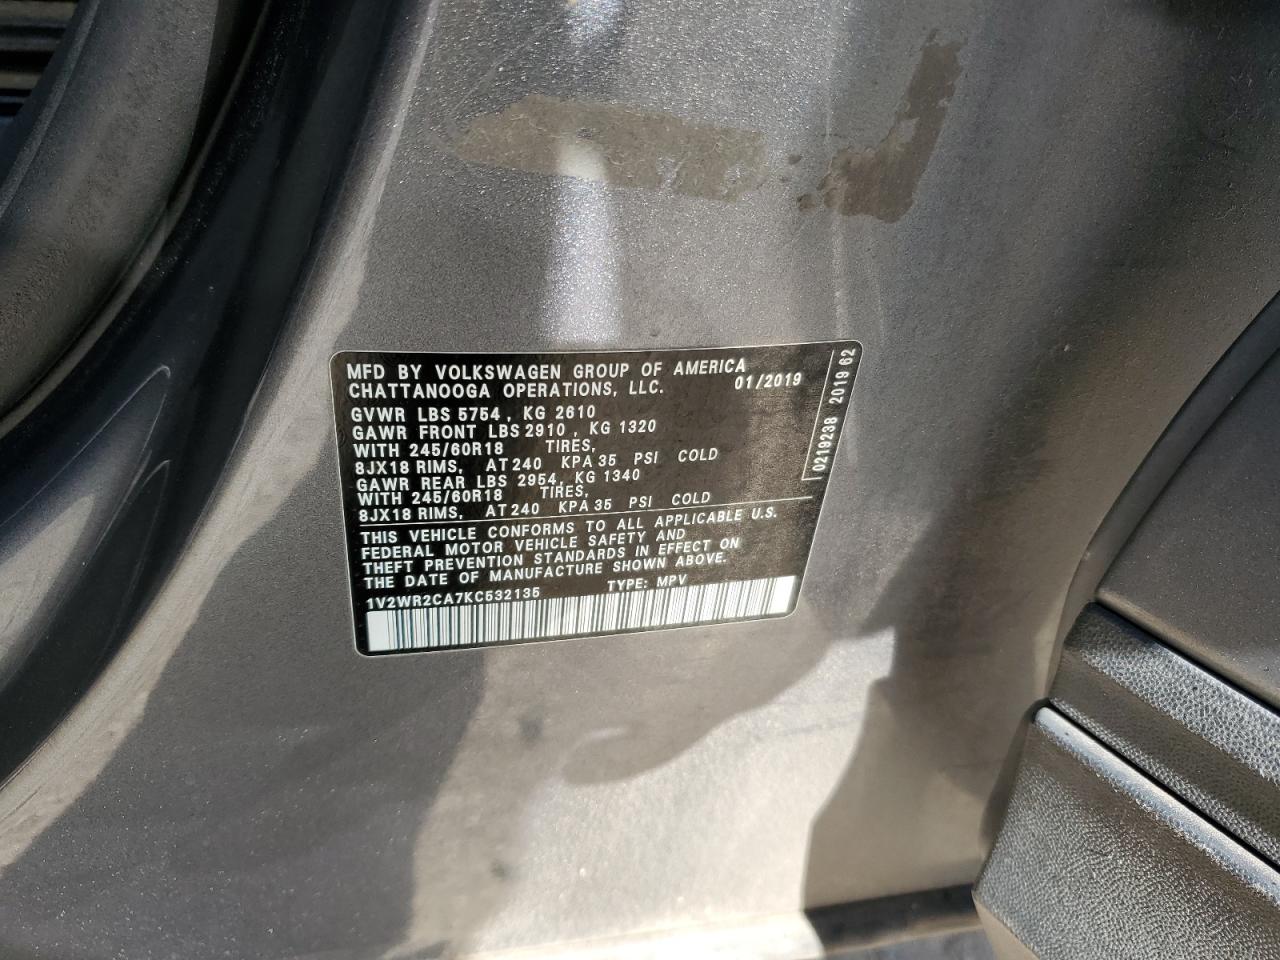 MFD BY VOLKSWAGEN GROUP OF AMERICA
CHATTANOOGA OPERATIONS, LLC. 01/2019
GVWR LBS 5754 , KG 2610
GAWR FRONT LBS 2910 , KG 1320
WITH 245/60R18 TIRES,
8JX18 RIMS, AT 240 KPA 35 PSI COLD
GAWR REAR LBS 2954, KG 1340
WITH 245/60R18 TIRES,
8JX18 RIMS, AT 240 KPA 35 PSI COLD
THIS VEHICLE CONFORMS TO ALL APPLICABLE U.S.
FEDERAL MOTOR VEHICLE SAFETY AND
THEFT PREVENTION STANDARDS IN EFFECT ON
THE DATE OF MANUFACTURE SHOWN ABOVE.
1V2WR2CA7KC532135 TYPE: MPV
0219238 2019 62